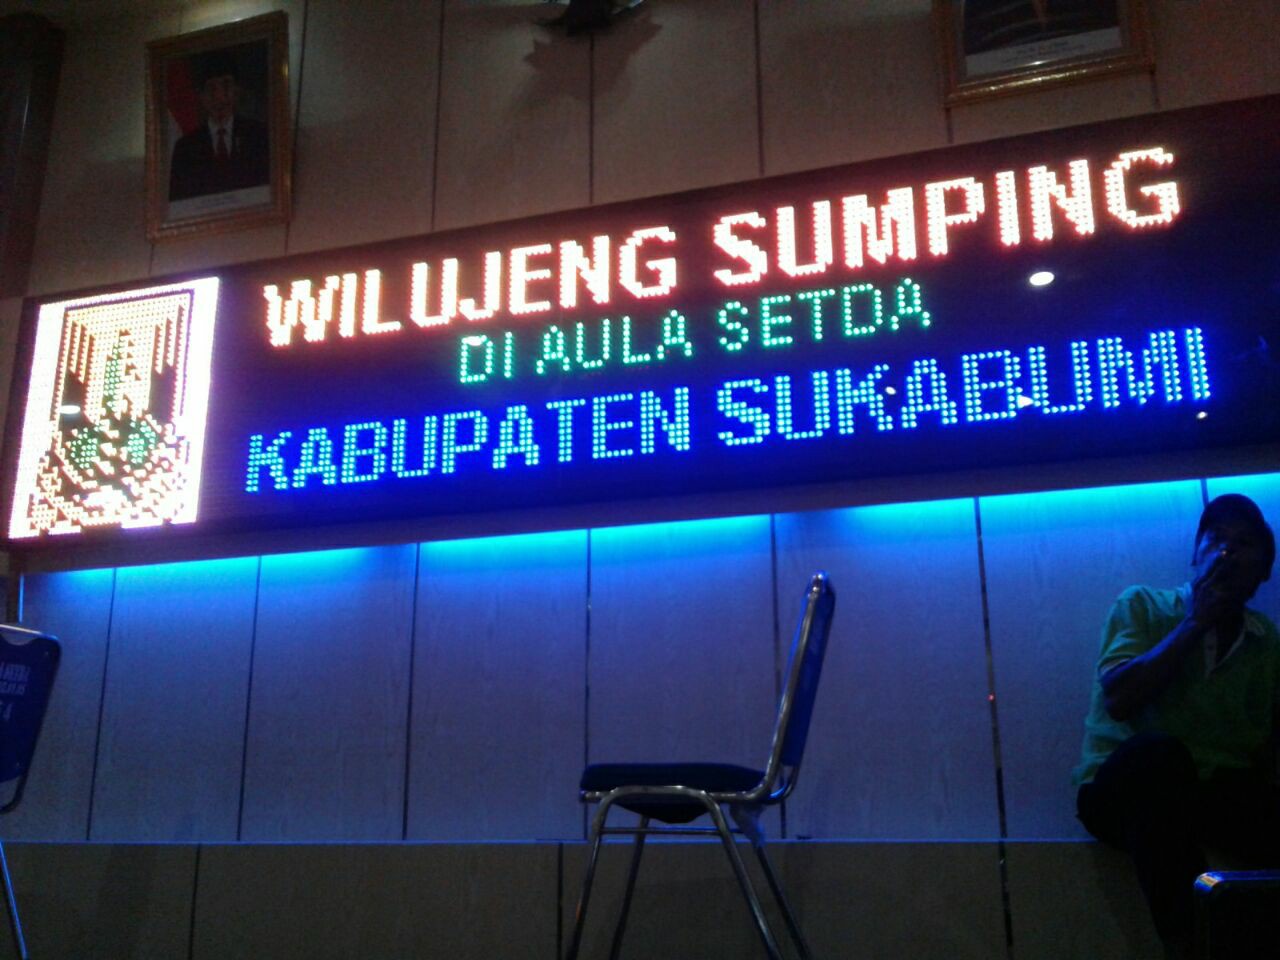 WILUJENG SUMPING
DI AULA SETDA
KABUPATEN SUKABUMI